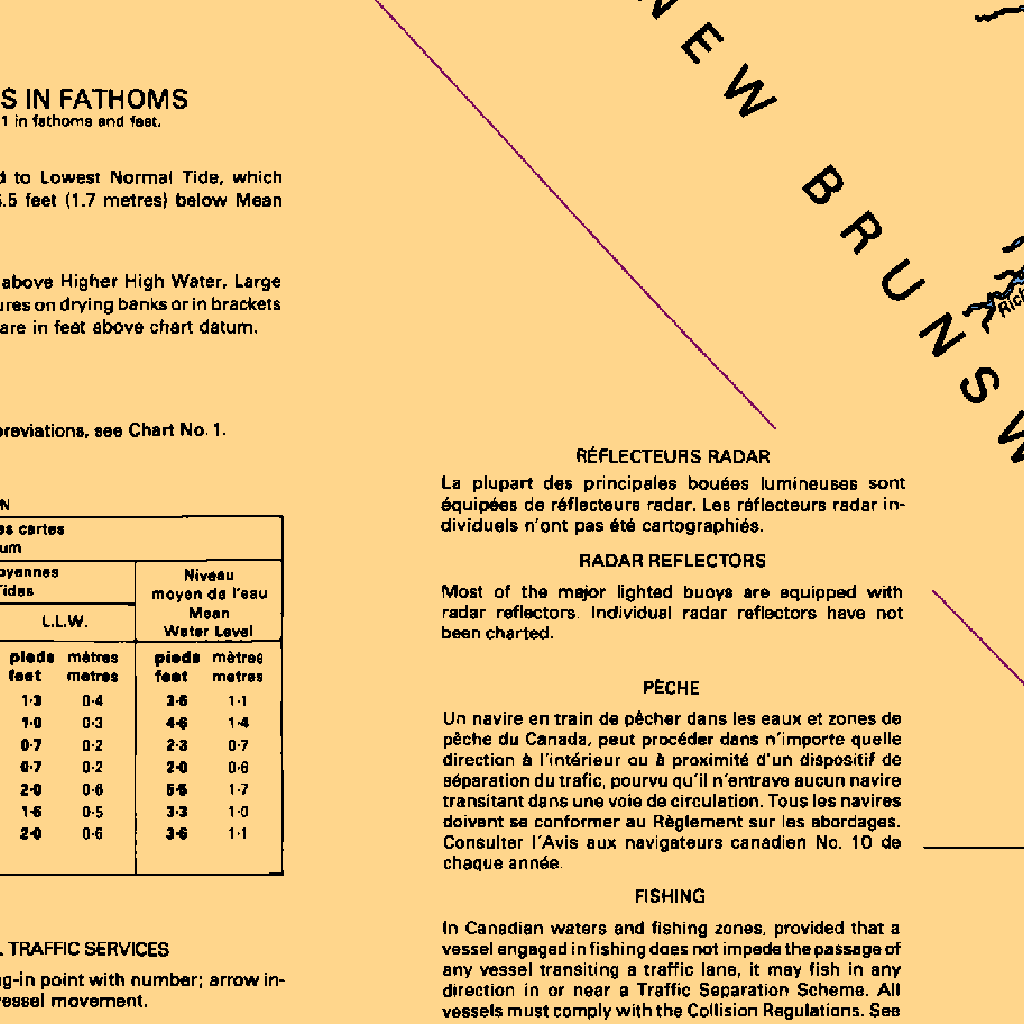 S IN FATHOMS
1 in fathoms and feet.
to Lowest Normal Tide, which
.5 feet (1.7 metres) below Mean
above Higher High Water, Large
ures on drying banks or in brackets
are in feet above chart datum.
breviations, see Chart No. 1.
N
es cartes
um
oyennes
Tides
L.L.W.
Niveau
moyen de l'eau
Mean
Water Level
pieds mètres pieds mètres
feet metres feet metres
1·3 0·4 3·6 1·1
1·0 0·3 4·6 1·4
0·7 0·2 2·3 0·7
0·7 0·2 2·0 0·6
2·0 0·6 5·5 1·7
1·6 0·5 3·3 1·0
2·0 0·6 3·6 1·1
. TRAFFIC SERVICES
g-in point with number; arrow in-
vessel movement.
NEW BRUNSW
Rich
RÉFLECTEURS RADAR
La plupart des principales bouées lumineuses sont
équipées de réflecteurs radar. Les réflecteurs radar in-
dividuels n'ont pas été cartographiés.
RADAR REFLECTORS
Most of the major lighted buoys are equipped with
radar reflectors. Individual radar reflectors have not
been charted.
PÊCHE
Un navire en train de pêcher dans les eaux et zones de
pêche du Canada, peut procéder dans n'importe quelle
direction à l'intérieur ou à proximité d'un dispositif de
séparation du trafic, pourvu qu'il n'entrave aucun navire
transitant dans une voie de circulation. Tous les navires
doivent se conformer au Règlement sur les abordages.
Consulter l'Avis aux navigateurs canadien No. 10 de
chaque année.
FISHING
In Canadian waters and fishing zones, provided that a
vessel engaged in fishing does not impede the passage of
any vessel transiting a traffic lane, it may fish in any
direction in or near a Traffic Separation Scheme. All
vessels must comply with the Collision Regulations. See